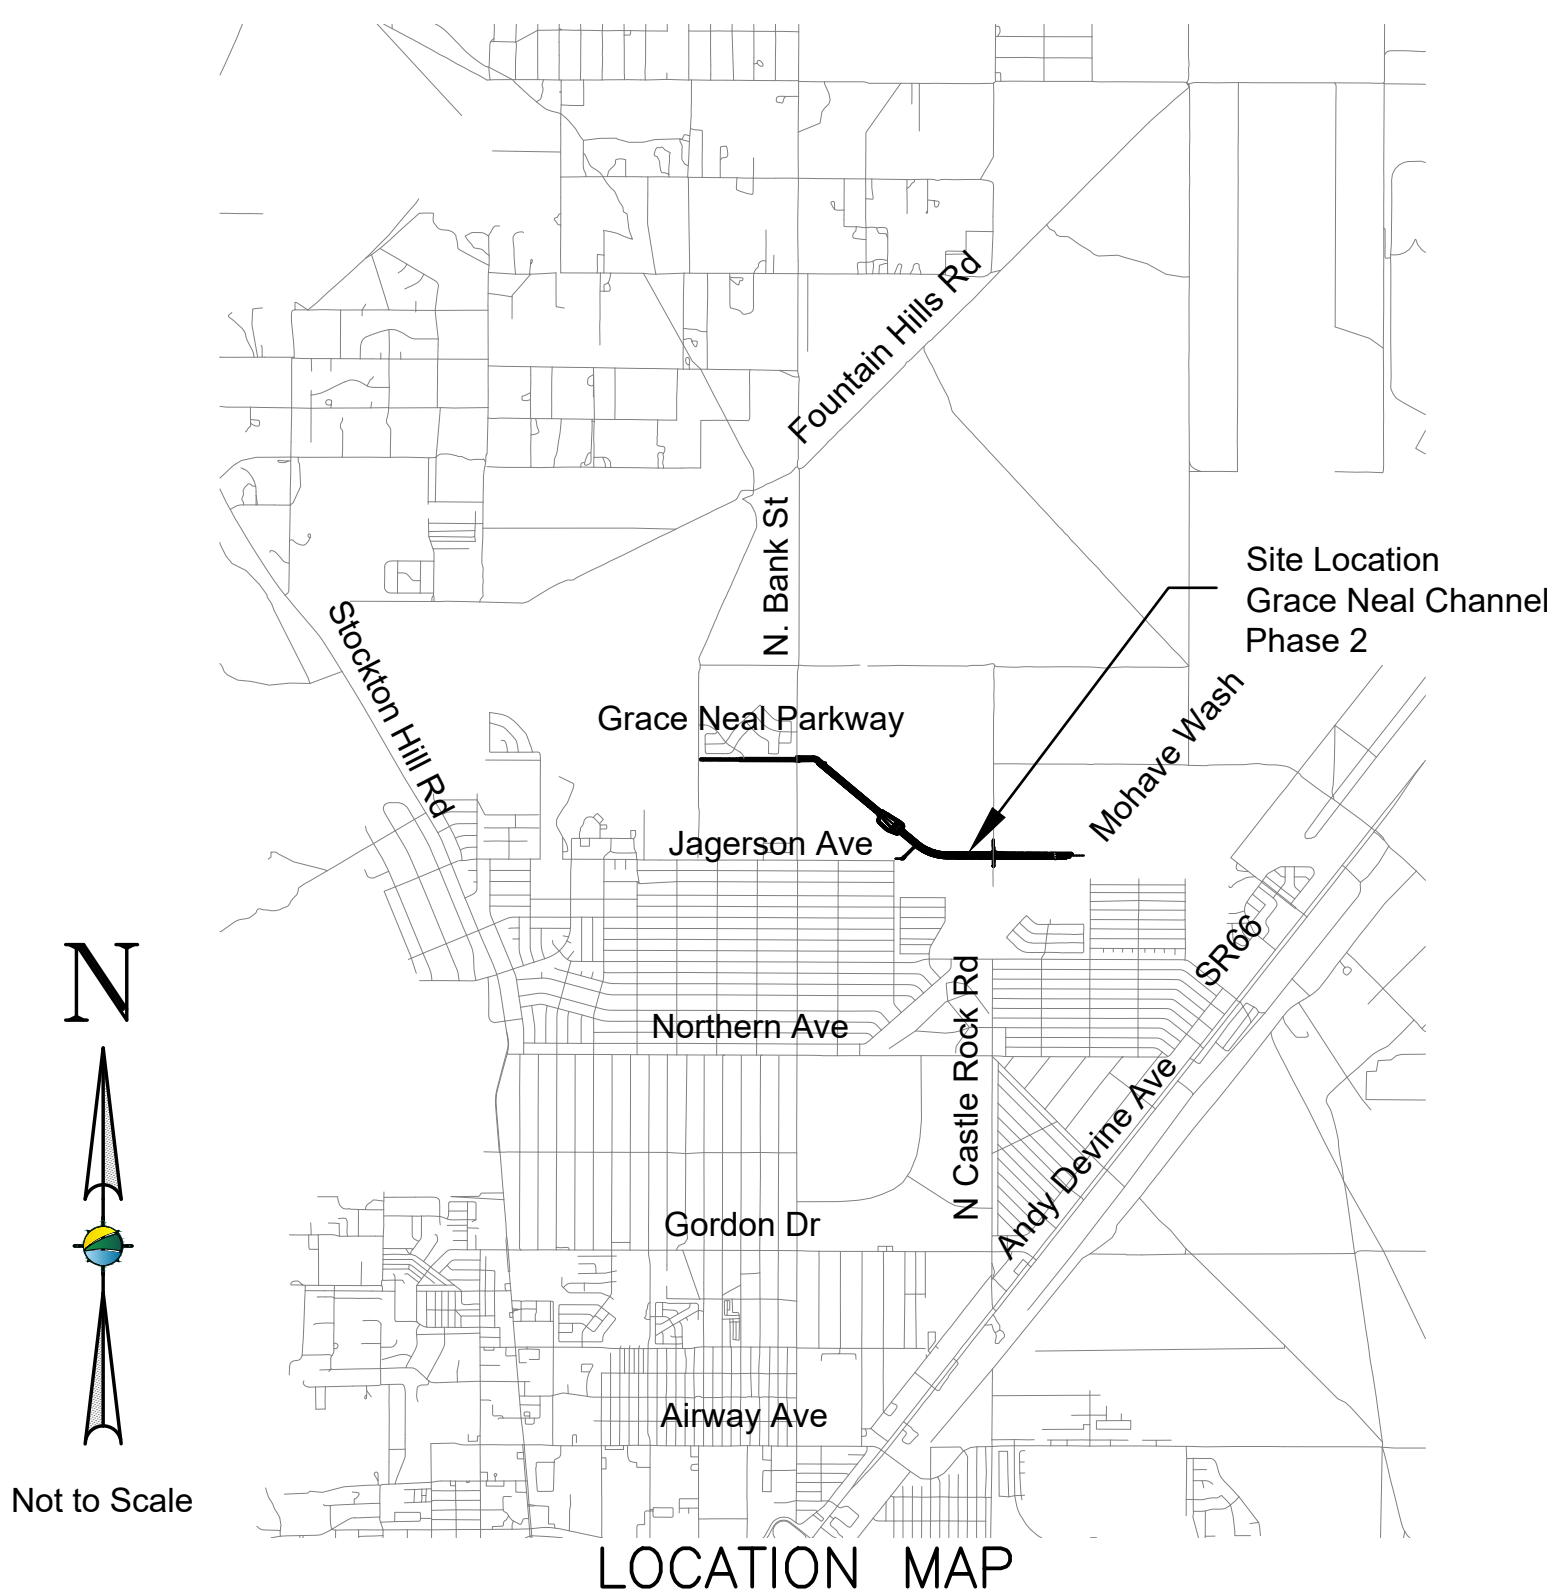 Fountain Hills Rd
N. Bank St
Site Location
Grace Neal Channel
Phase 2
Stockton Hill Rd
Grace Neal Parkway
Mohave Wash
Jagerson Ave
SR66
N
Northern Ave
N Castle Rock Rd
Andy Devine Ave
Gordon Dr
Airway Ave
Not to Scale
LOCATION MAP